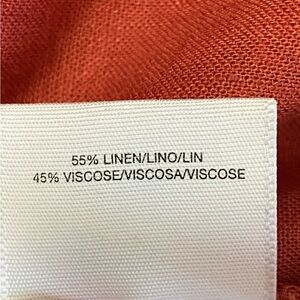 55% LINEN/LINO/LIN
45% VISCOSE/VISCOSA/VISCOSE